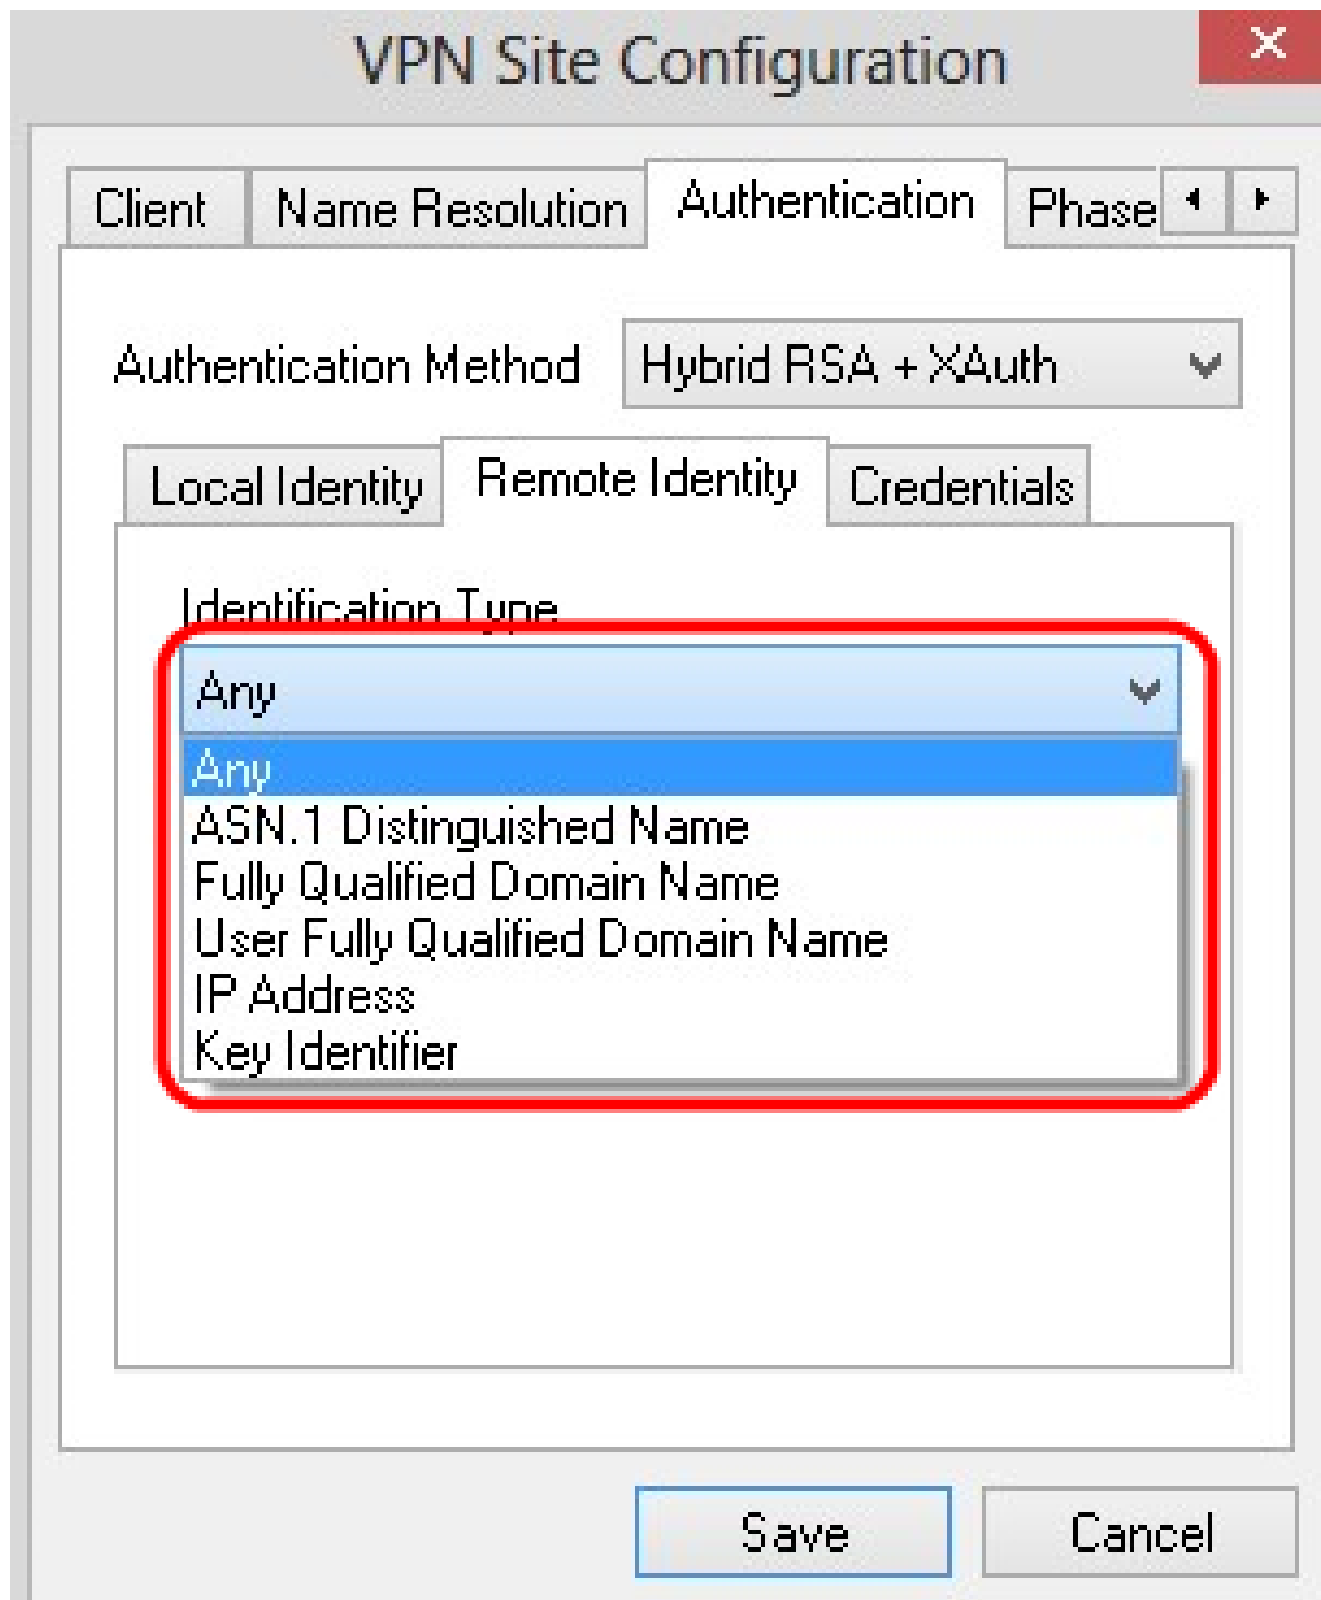 VPN Site Configuration
Client Name Resolution Authentication Phase
Authentication Method Hybrid RSA + XAuth
Local Identity Remote Identity Credentials
Identification Type
Any
Any
ASN.1 Distinguished Name
Fully Qualified Domain Name
User Fully Qualified Domain Name
IP Address
Key Identifier
Save Cancel